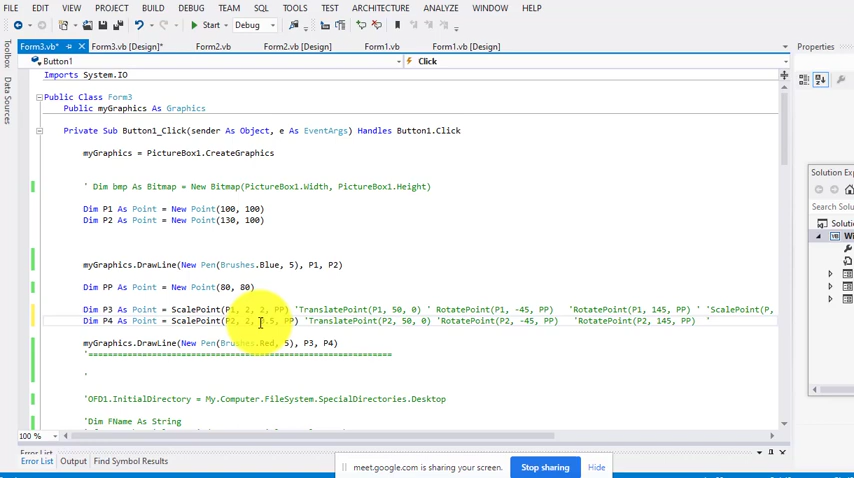 FILE EDIT VIEW PROJECT BUILD DEBUG TEAM SQL TOOLS TEST ARCHITECTURE ANALYZE WINDOW HELP
Start Debug
Form3.vb* Form3.vb [Design]* Form2.vb Form2.vb [Design] Form1.vb Form1.vb [Design]
Properties
Toolbox
Data Sources
Button1 Click
Imports System.IO
Public Class Form3
Public myGraphics As Graphics
Private Sub Button1_Click(sender As Object, e As EventArgs) Handles Button1.Click
myGraphics = PictureBox1.CreateGraphics
' Dim bmp As Bitmap = New Bitmap(PictureBox1.Width, PictureBox1.Height)
Dim P1 As Point = New Point(100, 100)
Dim P2 As Point = New Point(130, 100)
myGraphics.DrawLine(New Pen(Brushes.Blue, 5), P1, P2)
Dim PP As Point = New Point(80, 80)
Dim P3 As Point = ScalePoint(P1, 2, 2, PP) 'TranslatePoint(P1, 50, 0) ' RotatePoint(P1, -45, PP) 'RotatePoint(P1, 145, PP) ' 'ScalePoint(P,
Dim P4 As Point = ScalePoint(P2, 2, .5, PP) 'TranslatePoint(P2, 50, 0) 'RotatePoint(P2, -45, PP) 'RotatePoint(P2, 145, PP) '
myGraphics.DrawLine(New Pen(Brushes.Red, 5), P3, P4)
'==============================================================
'
'OFD1.InitialDirectory = My.Computer.FileSystem.SpecialDirectories.Desktop
'Dim FName As String
Solution Exp
Search Solu
Solutio
Wi
100 %
Error List
Error List Output Find Symbol Results
meet.google.com is sharing your screen. Stop sharing Hide